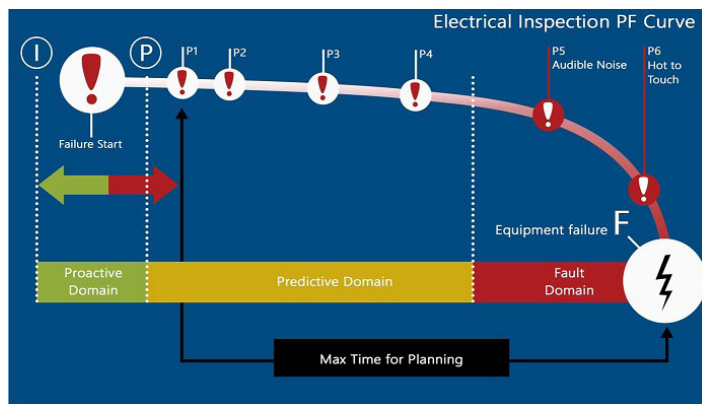 Electrical Inspection PF Curve
I
P
P1
P2
P3
P4
P5
Audible Noise
P6
Hot to
Touch
Failure Start
Equipment failure F
Proactive
Domain
Predictive Domain
Fault
Domain
Max Time for Planning